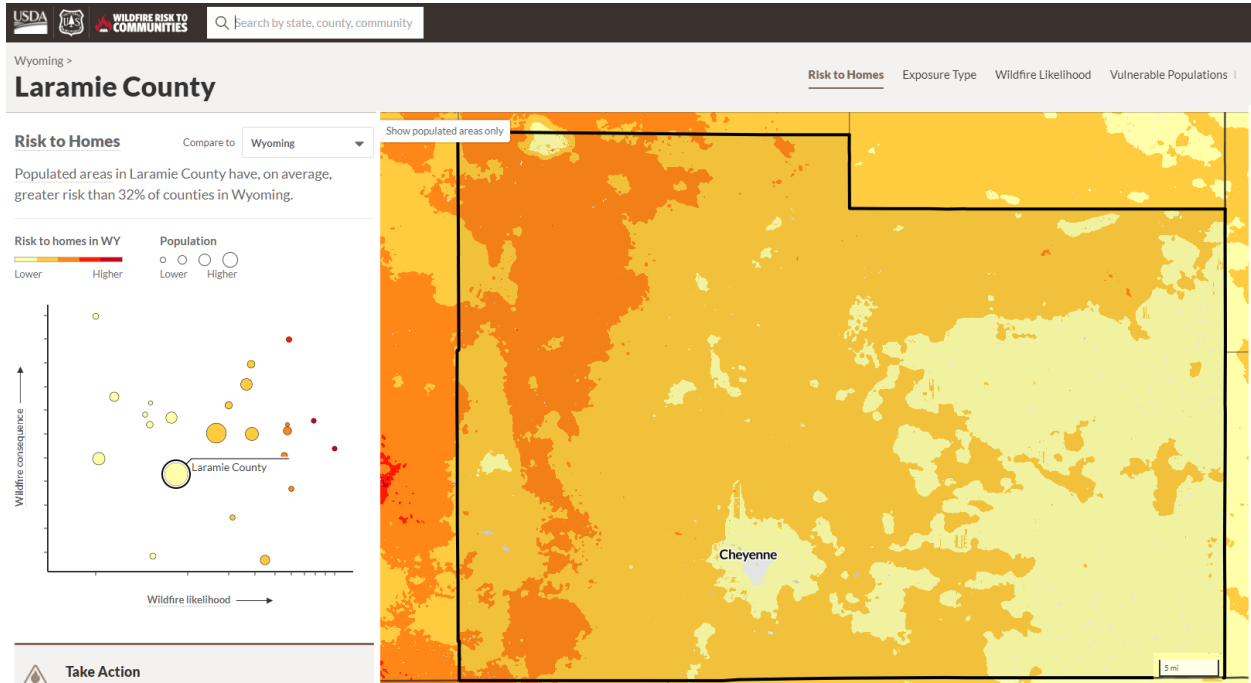 USDA
U S
WILDFIRE RISK TO
COMMUNITIES
Search by state, county, community
Wyoming >
Laramie County
Risk to Homes
Exposure Type
Wildfire Likelihood
Vulnerable Populations
Risk to Homes
Compare to
Wyoming
Populated areas in Laramie County have, on average,
greater risk than 32% of counties in Wyoming.
Risk to homes in WY
Lower
Higher
Population
Lower
Higher
Wildfire consequence
Laramie County
Wildfire likelihood
Take Action
Show populated areas only
Cheyenne
5 mi